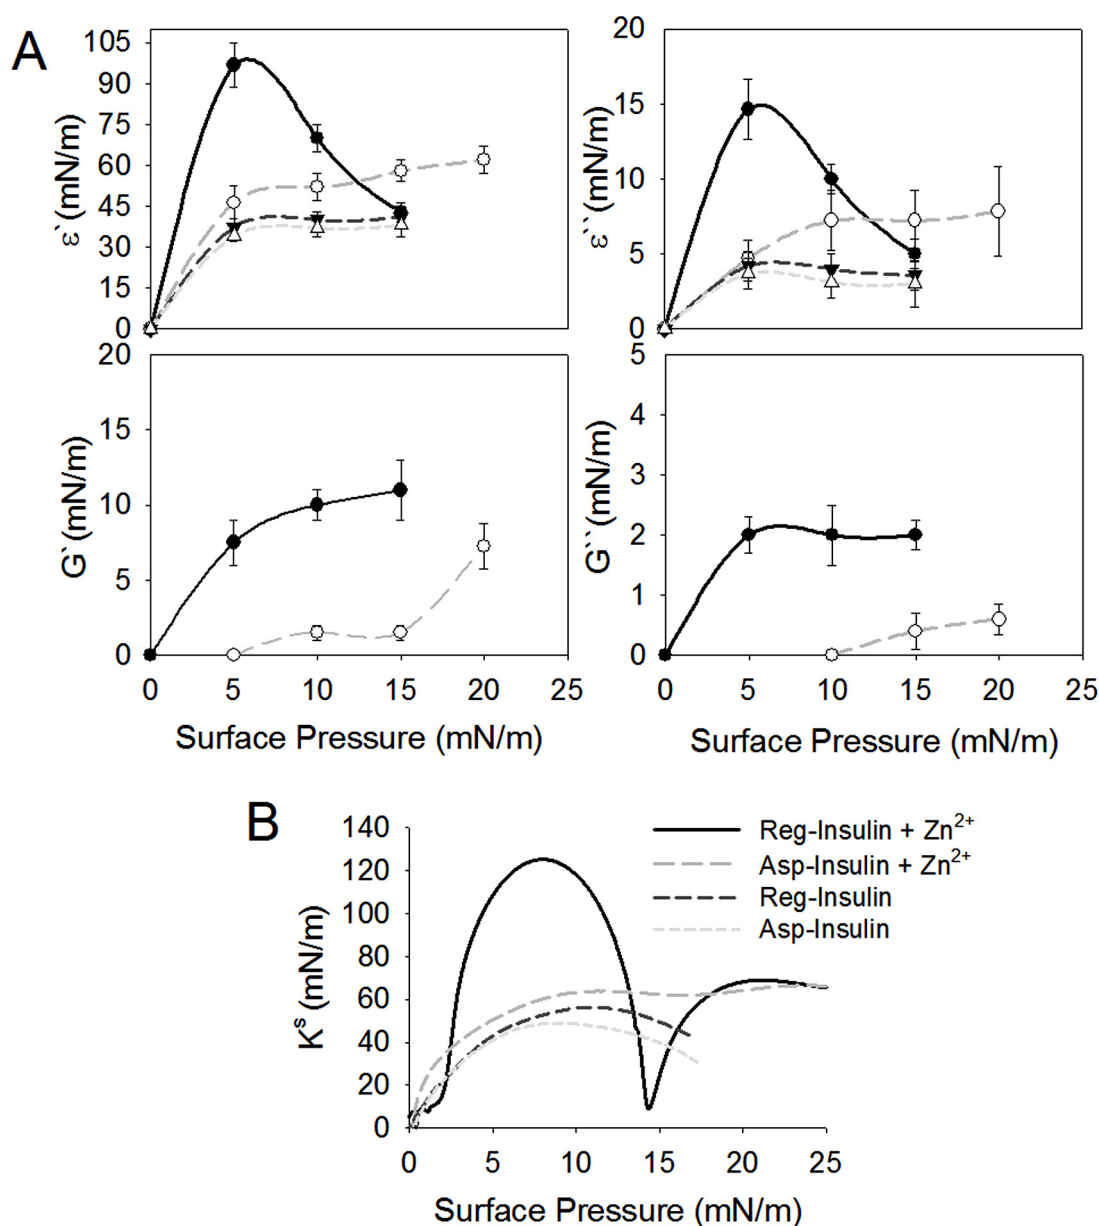 A
ε` (mN/m)
105
90
75
60
45
30
15
0
ε`` (mN/m)
20
15
10
5
0
G` (mN/m)
20
15
10
5
0
0 5 10 15 20 25
Surface Pressure (mN/m)
G`` (mN/m)
5
4
3
2
1
0
0 5 10 15 20 25
Surface Pressure (mN/m)
B
K^s (mN/m)
140
120
100
80
60
40
20
0
0 5 10 15 20 25
Surface Pressure (mN/m)
Reg-Insulin + Zn²⁺
Asp-Insulin + Zn²⁺
Reg-Insulin
Asp-Insulin